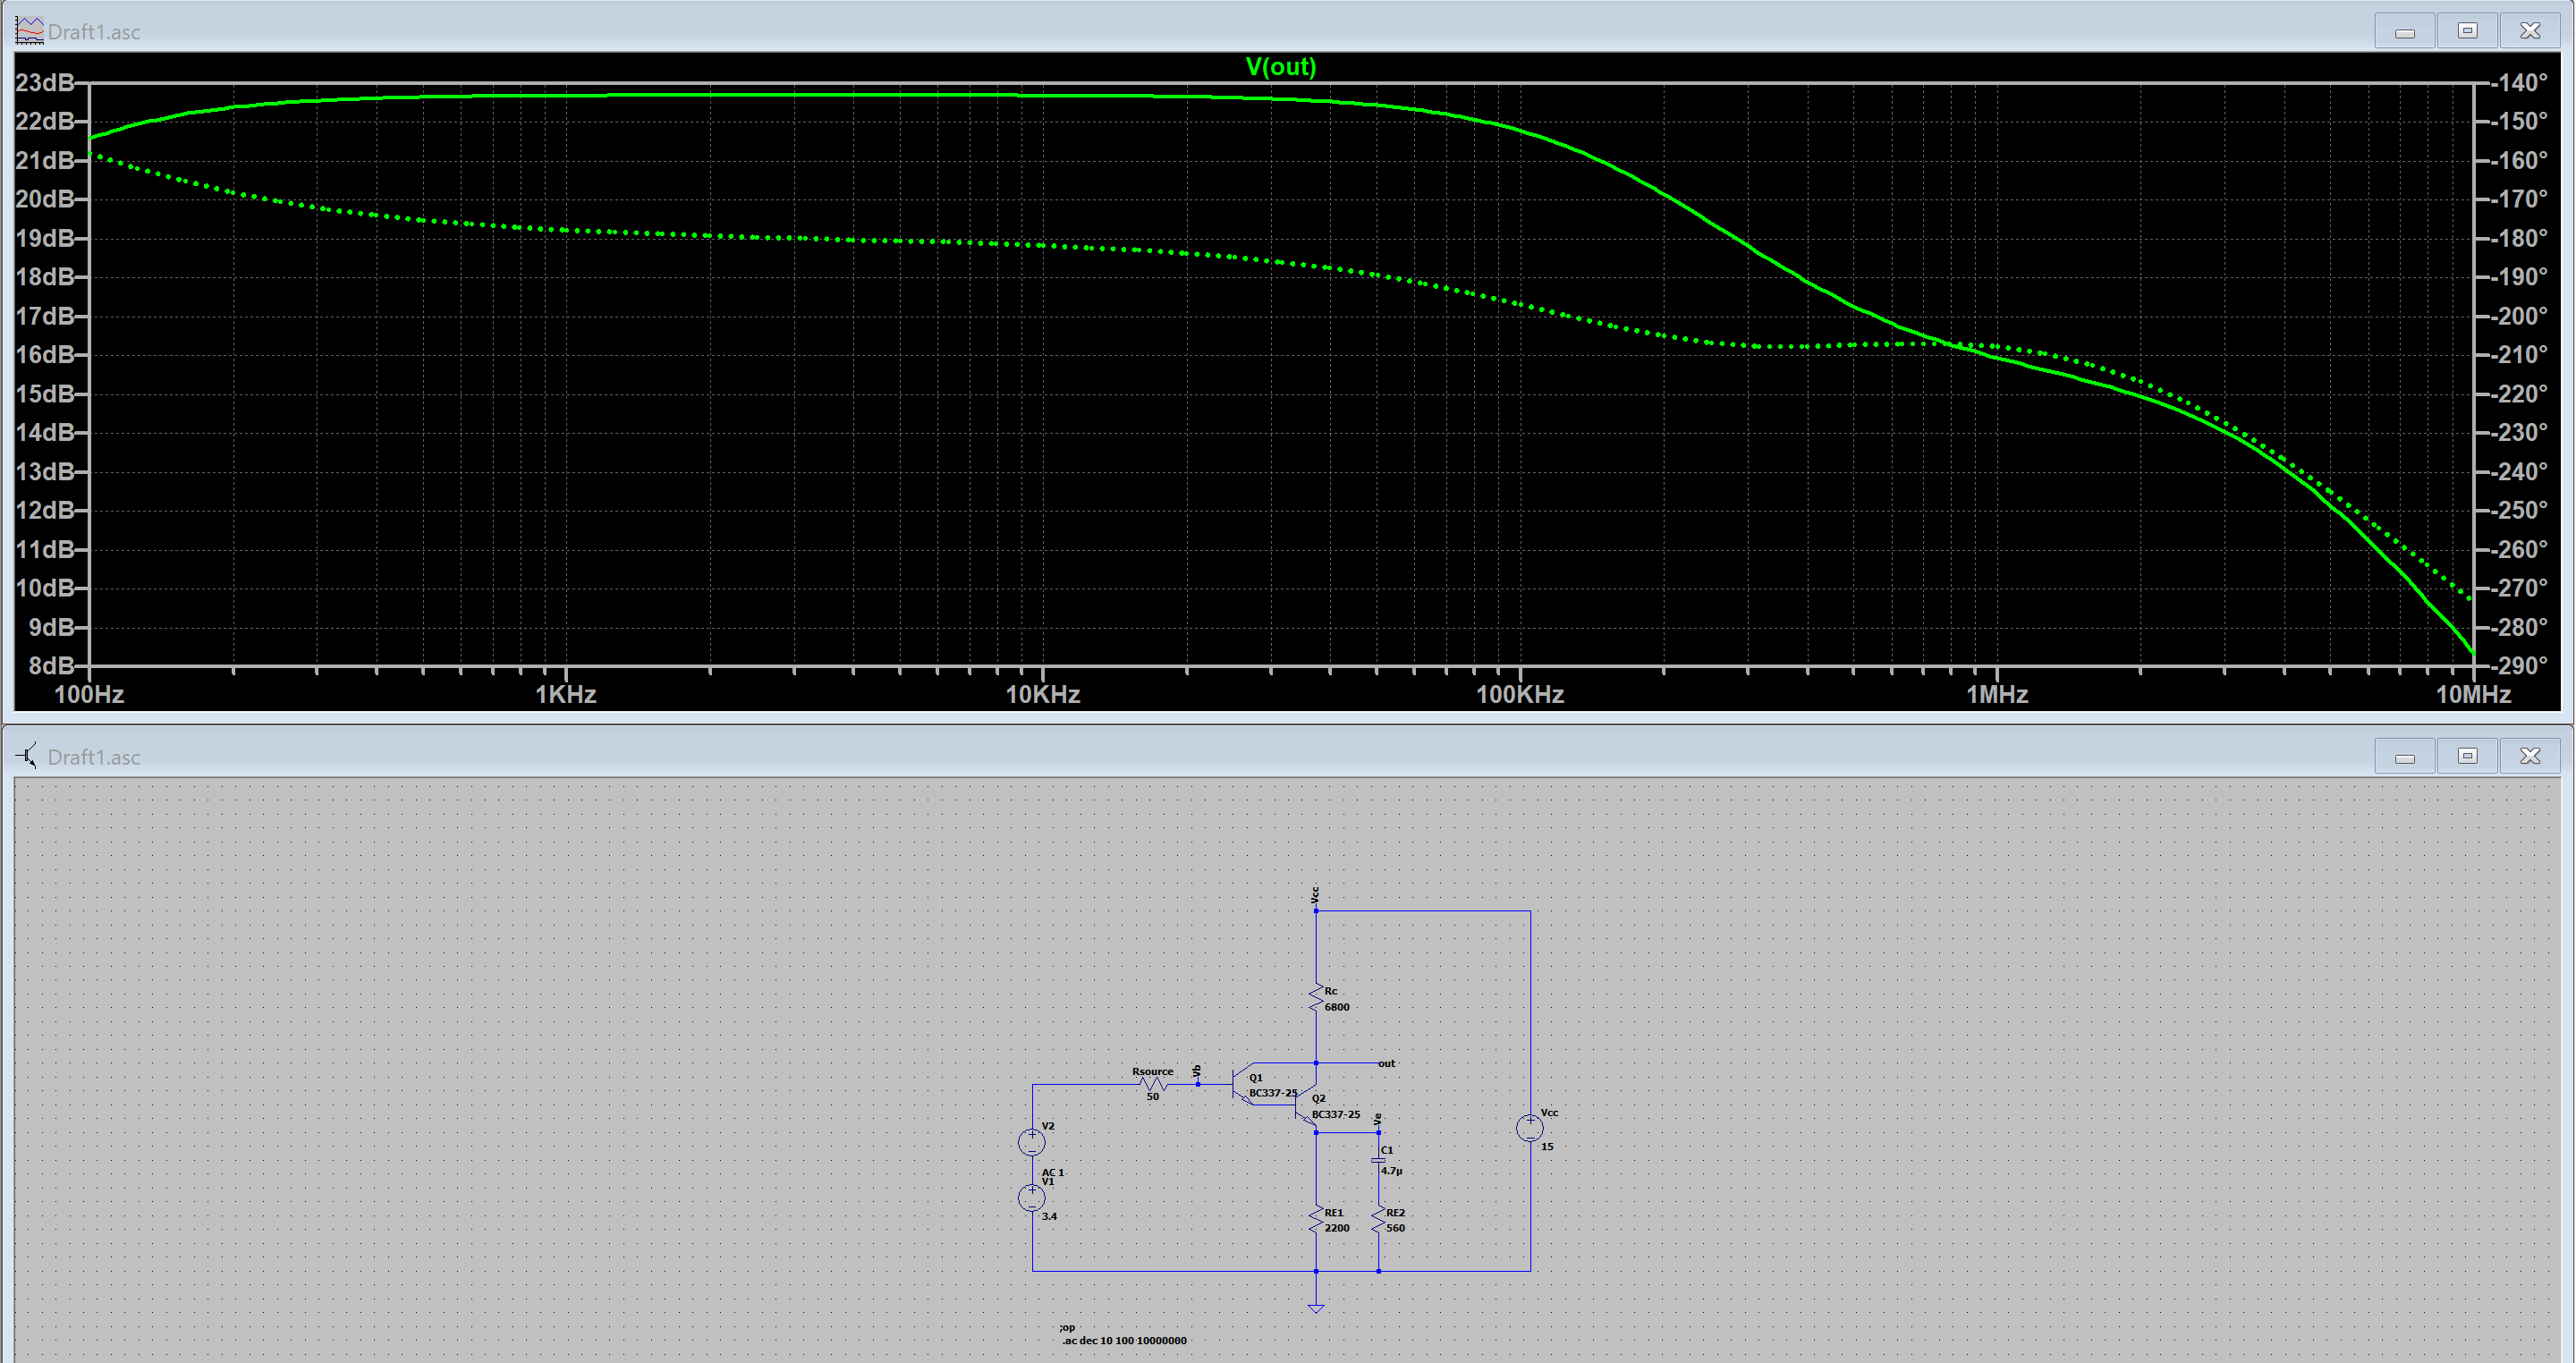 Draft1.asc
V(out)
23dB
22dB
21dB
20dB
19dB
18dB
17dB
16dB
15dB
14dB
13dB
12dB
11dB
10dB
9dB
8dB
-140°
-150°
-160°
-170°
-180°
-190°
-200°
-210°
-220°
-230°
-240°
-250°
-260°
-270°
-280°
-290°
100Hz 1KHz 10KHz 100KHz 1MHz 10MHz
Draft1.asc
Vcc
Rc
6800
out
Rsource
50
Vb
Q1
BC337-25
Q2
BC337-25
Ve
V2
AC 1
V1
3.4
C1
4.7µ
RE1
2200
RE2
560
Vcc
15
;op
.ac dec 10 100 10000000